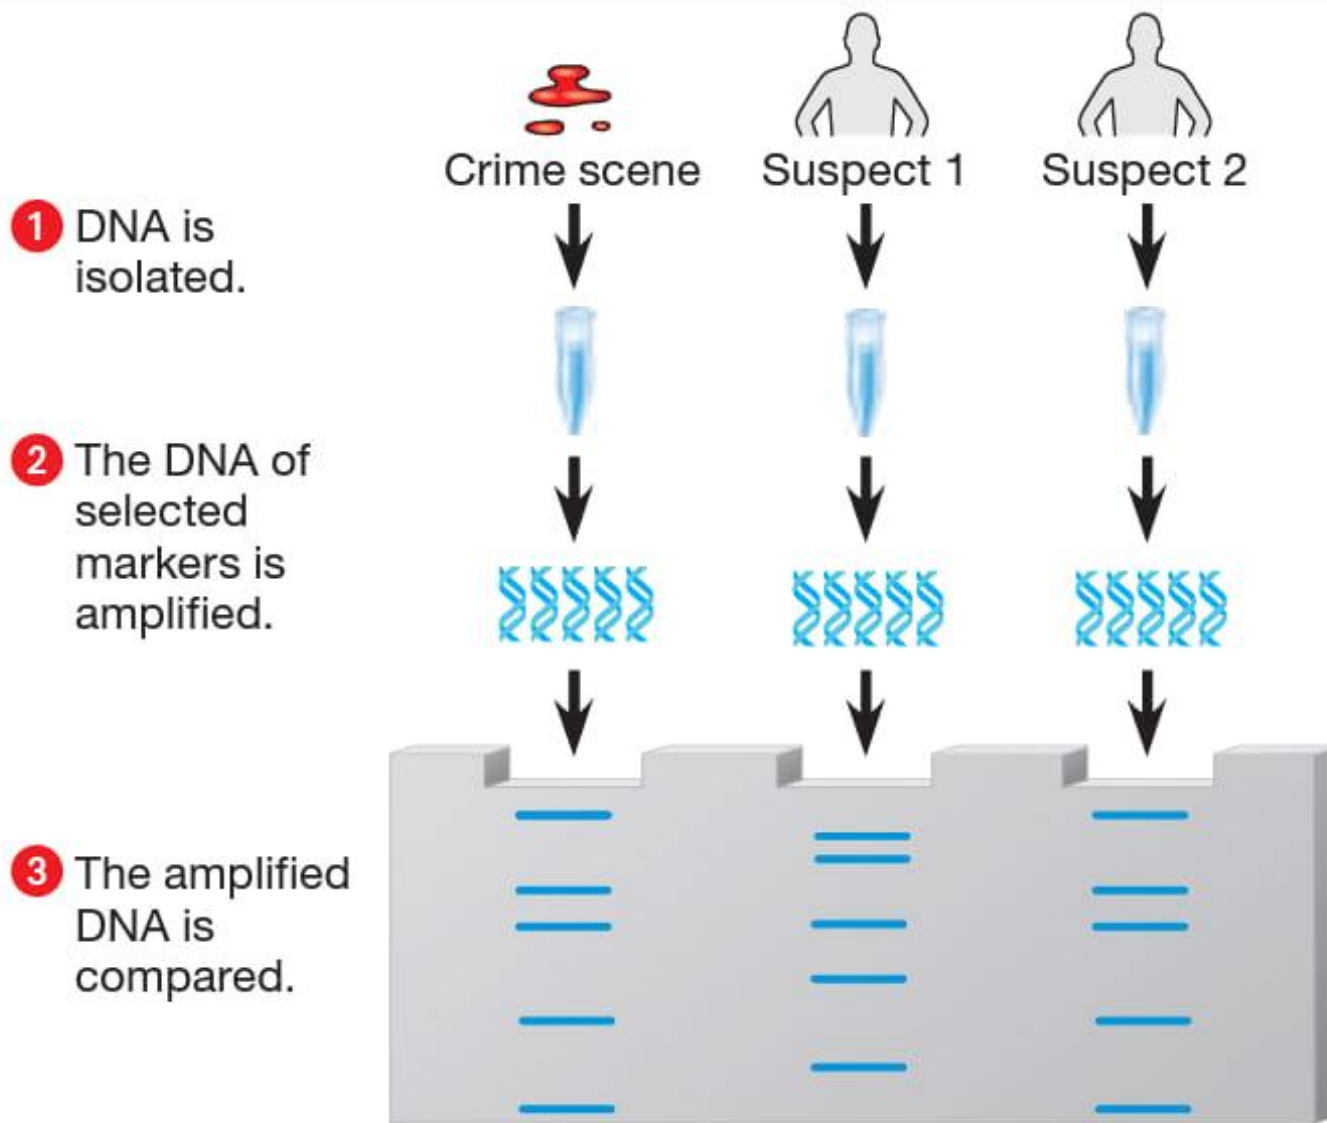 Crime scene
Suspect 1
Suspect 2
1 DNA is
isolated.
2 The DNA of
selected
markers is
amplified.
3 The amplified
DNA is
compared.